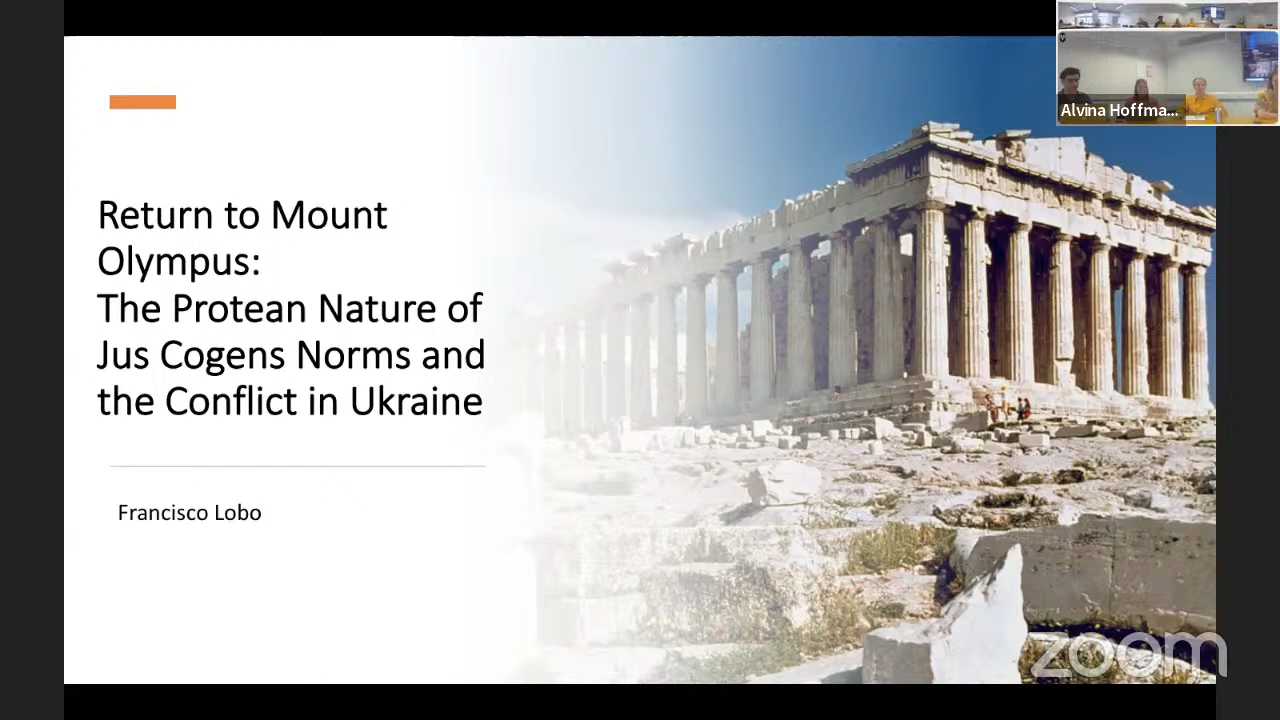 Alvina Hoffma...
Return to Mount
Olympus:
The Protean Nature of
Jus Cogens Norms and
the Conflict in Ukraine
Francisco Lobo
zoom